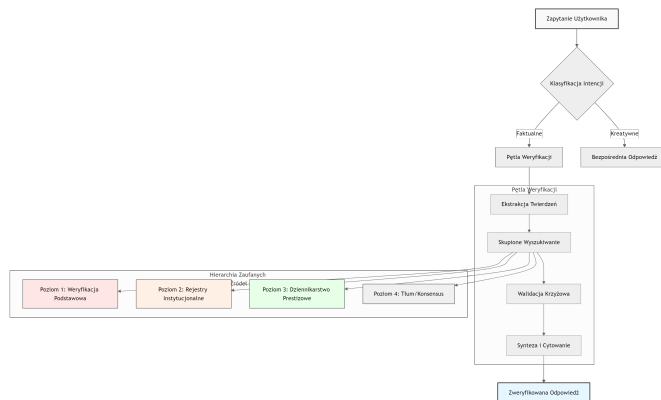 Zapytanie Użytkownika
Klasyfikacja Intencji
Faktualne
Kreatywne
Pętla Weryfikacji
Bezpośrednia Odpowiedź
Pętla Weryfikacji
Ekstrakcja Twierdzeń
Skupione Wyszukiwanie
Hierarchia Zaufanych
Źródeł
Poziom 1: Weryfikacja
Podstawowa
Poziom 2: Rejestry
Instytucjonalne
Poziom 3: Dziennikarstwo
Prestiżowe
Poziom 4: Tłum/Konsensus
Walidacja Krzyżowa
Synteza i Cytowanie
Zweryfikowana Odpowiedź